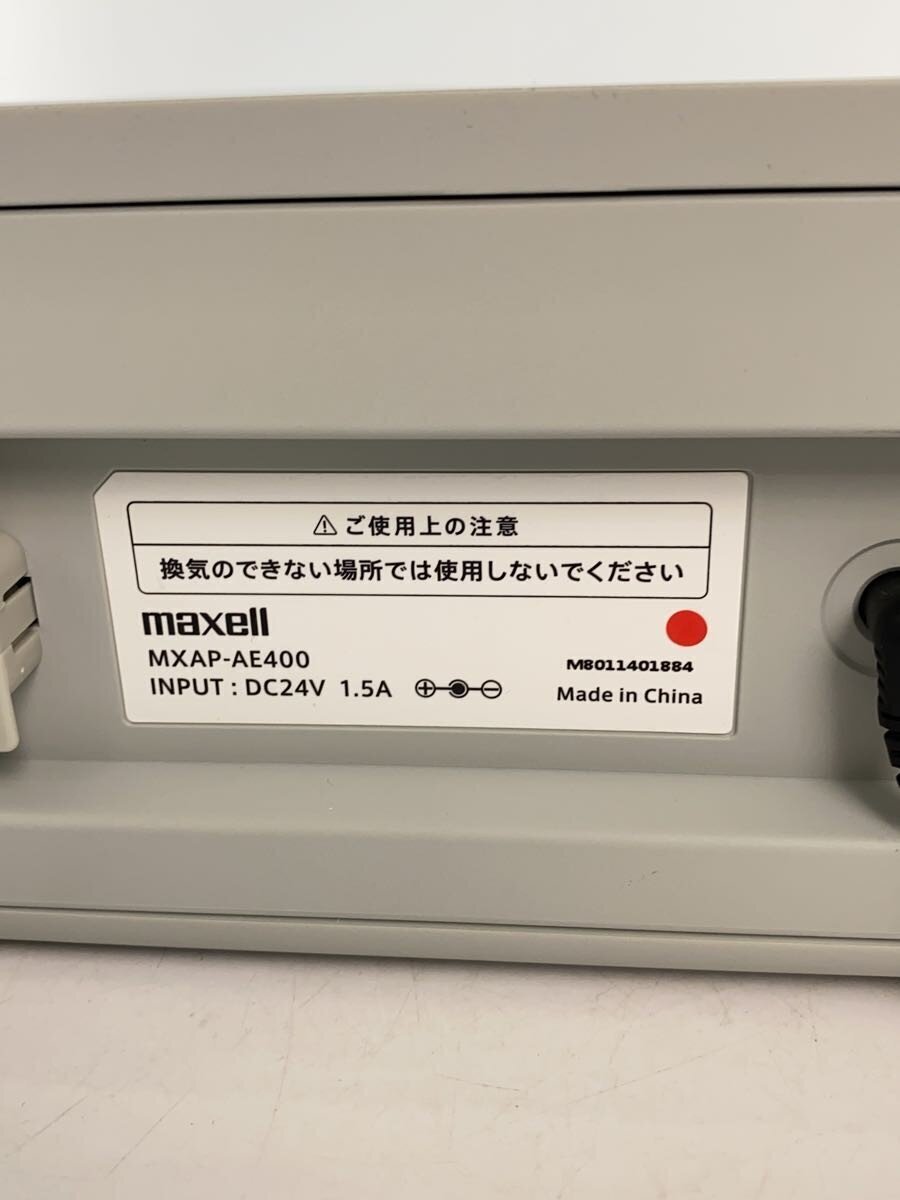 ⚠ご使用上の注意
換気のできない場所では使用しないでください
maxell
MXAP-AE400
M8011401884
INPUT : DC24V 1.5A
Made in China